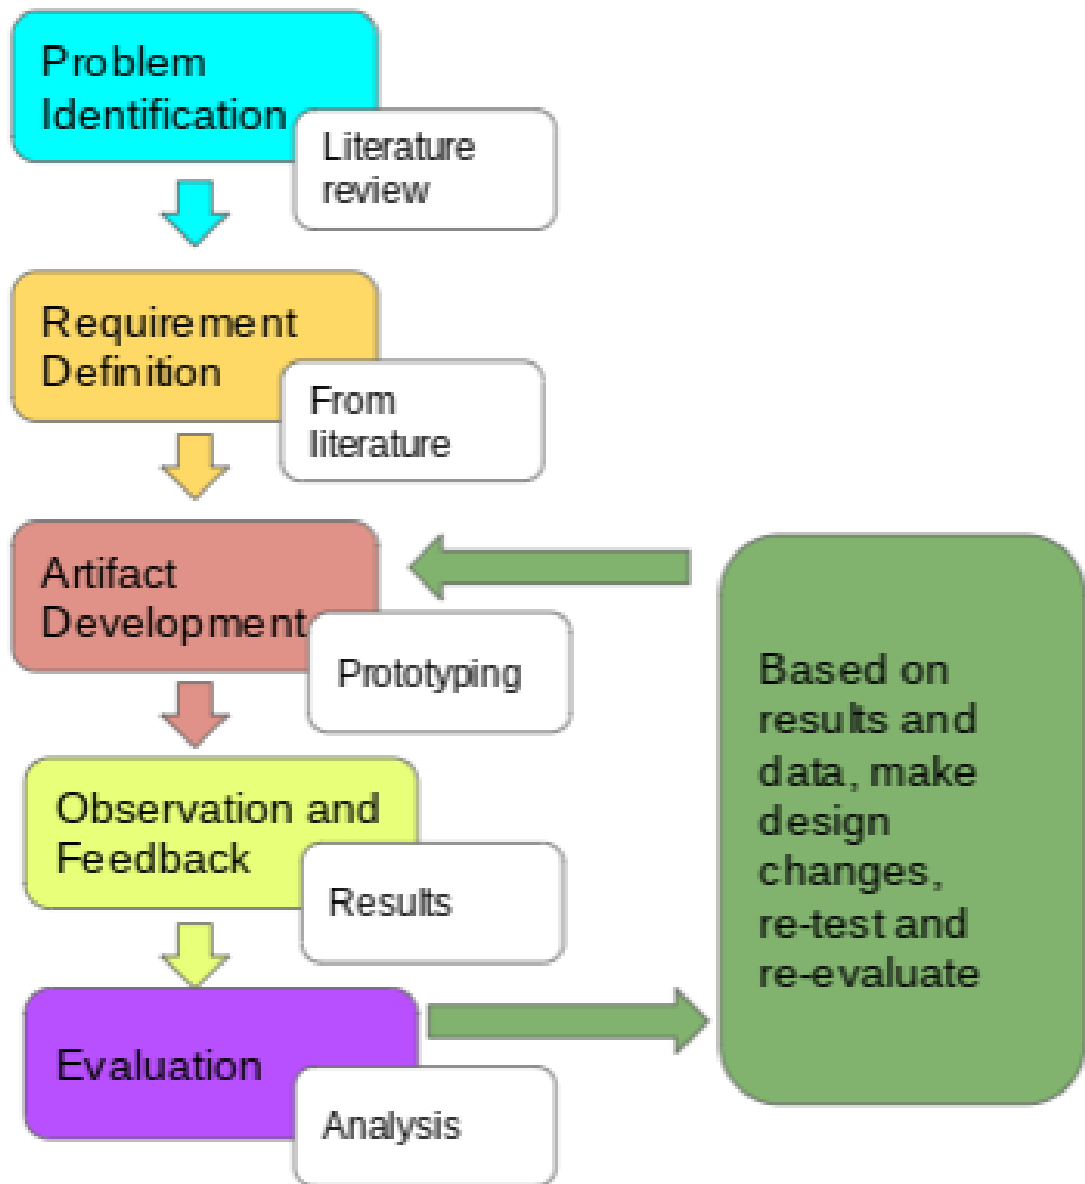 Problem
Identification
Literature
review
Requirement
Definition
From
literature
Artifact
Development
Prototyping
Observation and
Feedback
Results
Evaluation
Analysis
Based on
results and
data, make
design
changes,
re-test and
re-evaluate